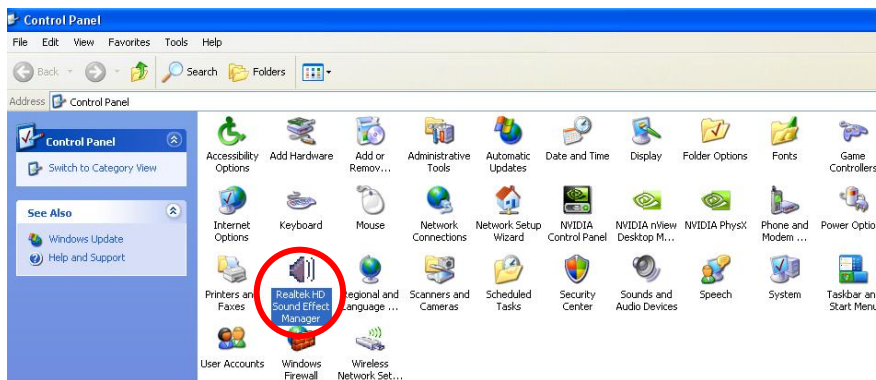 Control Panel
File Edit View Favorites Tools Help
Back Search Folders
Address Control Panel
Control Panel
Switch to Category View
See Also
Windows Update
Help and Support
Accessibility Add Hardware Add or Administrative Automatic Date and Time Display Folder Options Fonts Game
Options Remov... Tools Updates Controllers
Internet Keyboard Mouse Network Network Setup NVIDIA NVIDIA nView NVIDIA PhysX Phone and Power Optio
Options Connections Wizard Control Panel Desktop M... Modem ...
Printers an Realtek HD Regional and Scanners and Scheduled Security Sounds and Speech System Taskbar an
Faxes Sound Effect Language ... Cameras Tasks Center Audio Devices Start Menu
Manager
User Accounts Windows Wireless
Firewall Network Set...